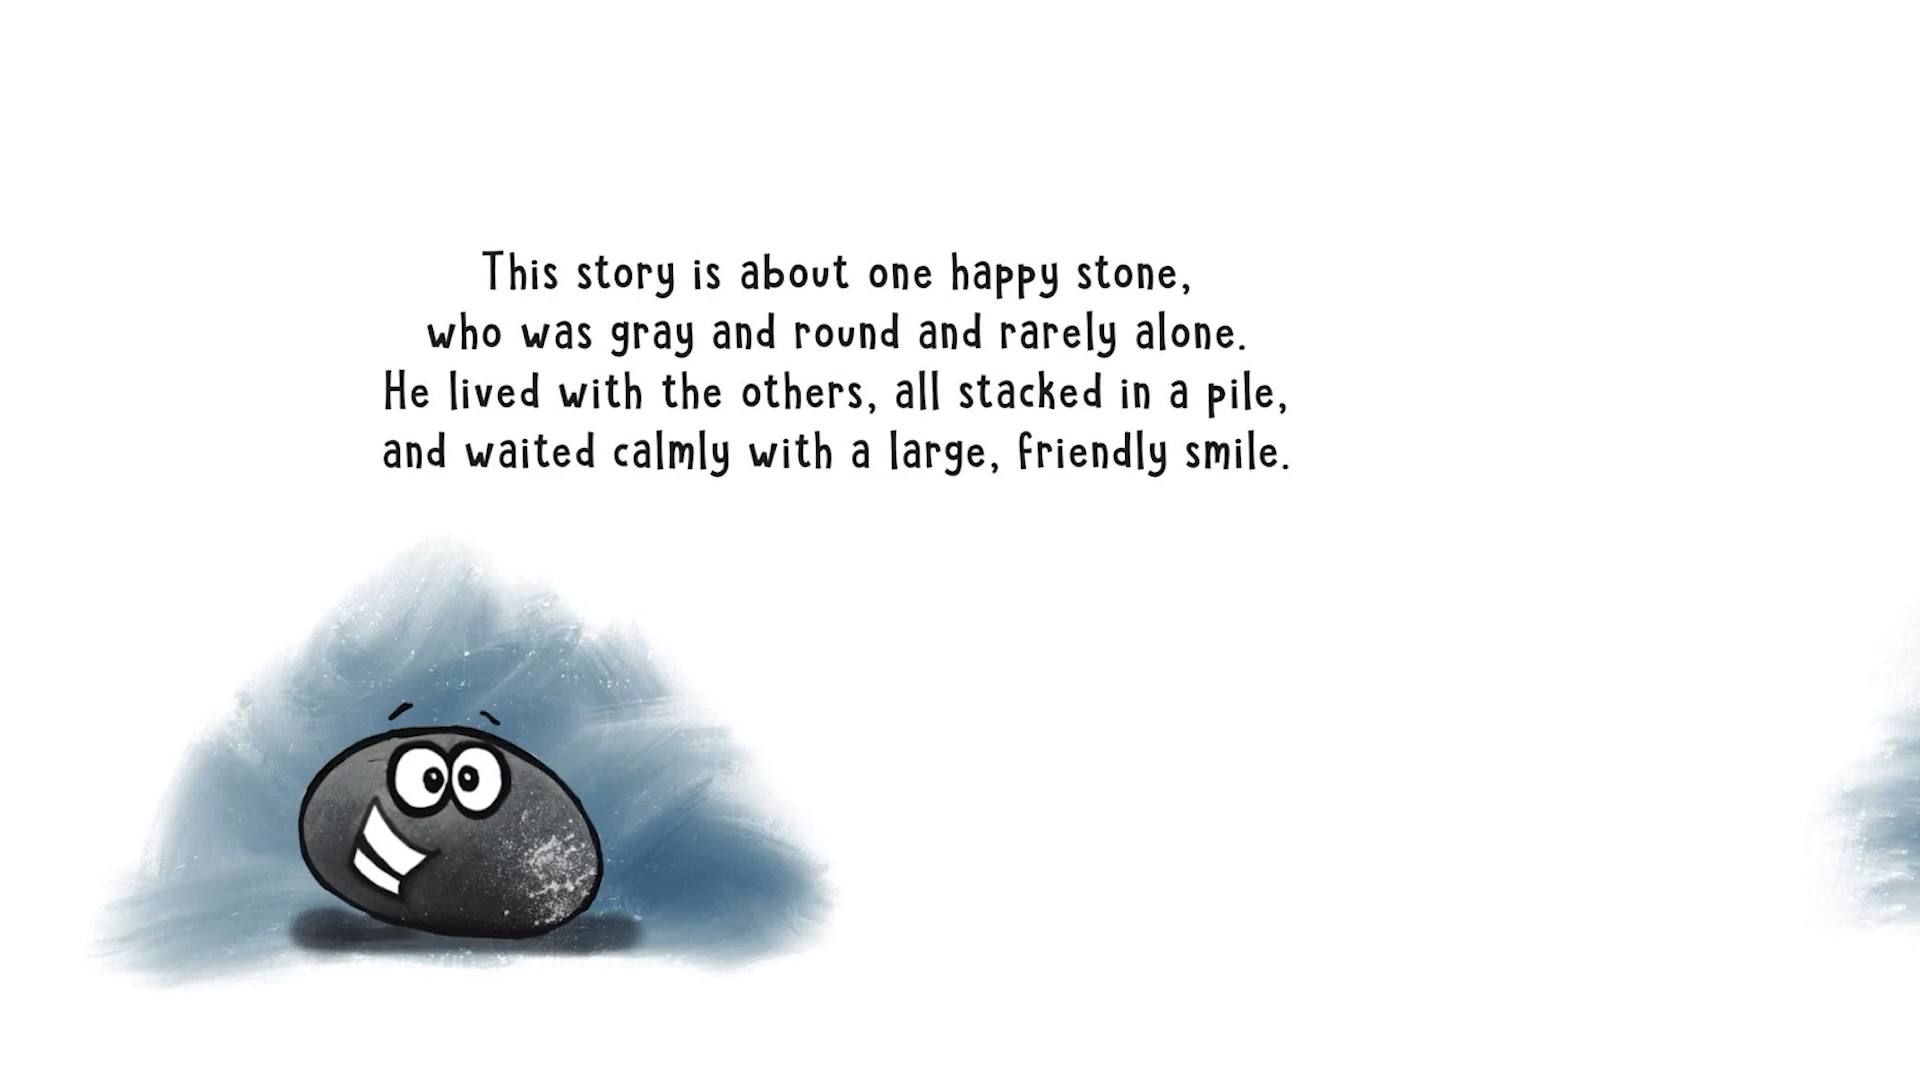 This story is about one happy stone,
who was gray and round and rarely alone.
He lived with the others, all stacked in a pile,
and waited calmly with a large, friendly smile.